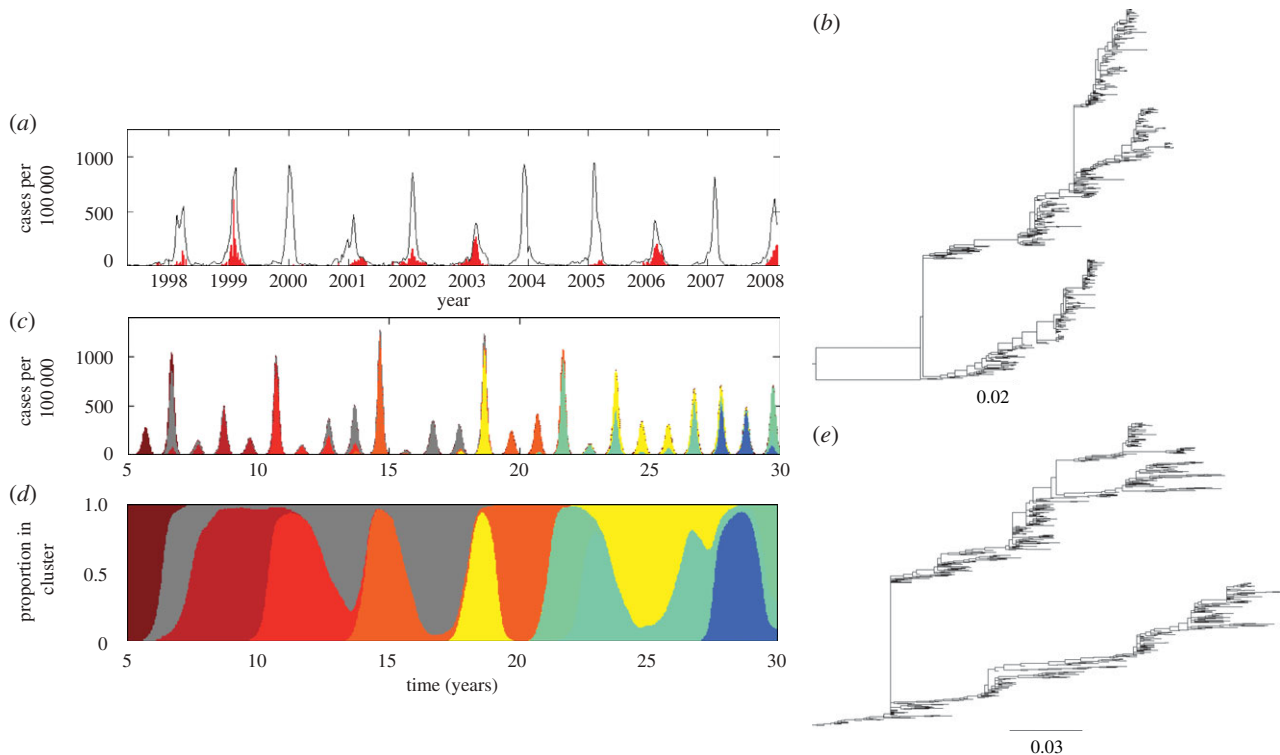 (a)
cases per
100 000
1000
500
0
1998 1999 2000 2001 2002 2003 2004 2005 2006 2007 2008
year
(b)
0.02
(c)
cases per
100 000
1000
500
0
5 10 15 20 25 30
(d)
proportion in
cluster
1.0
0.5
0
5 10 15 20 25 30
time (years)
(e)
0.03